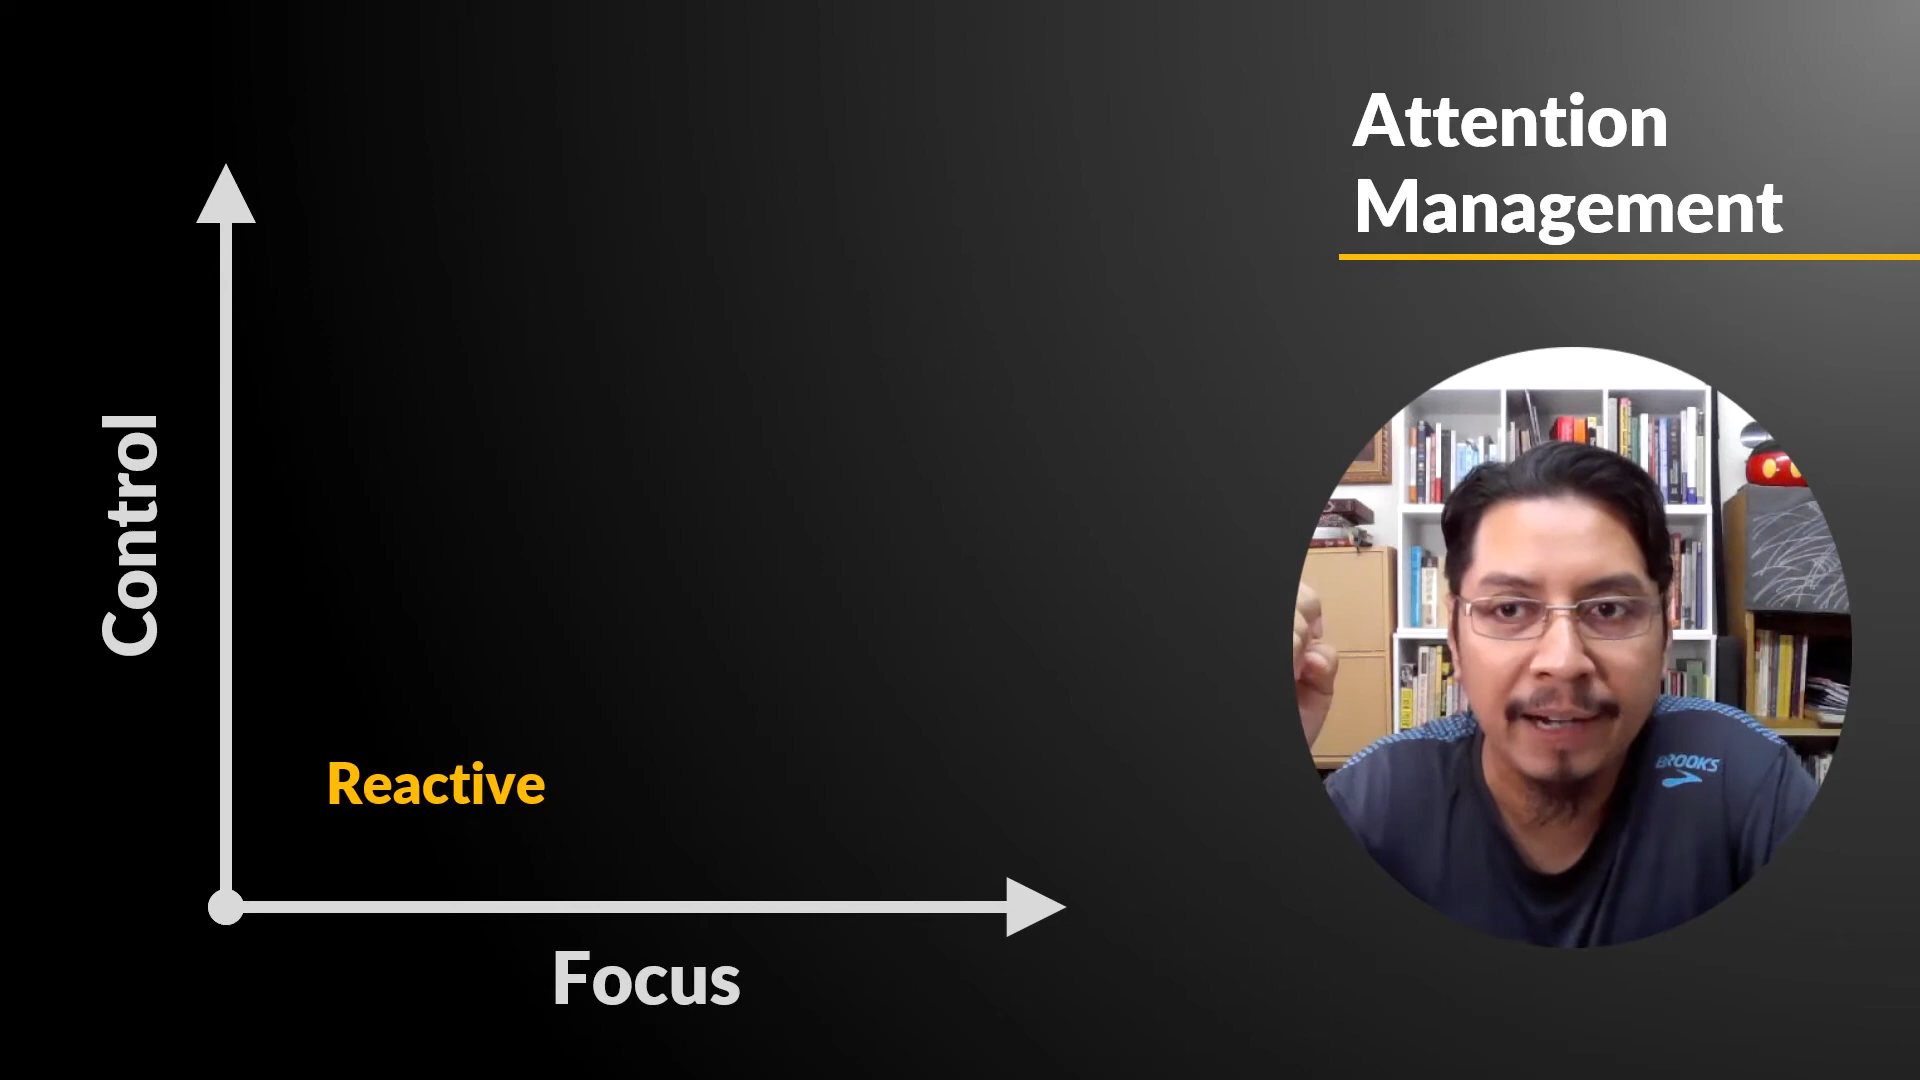 Attention
Management
Control
Reactive
Focus
BROOKS